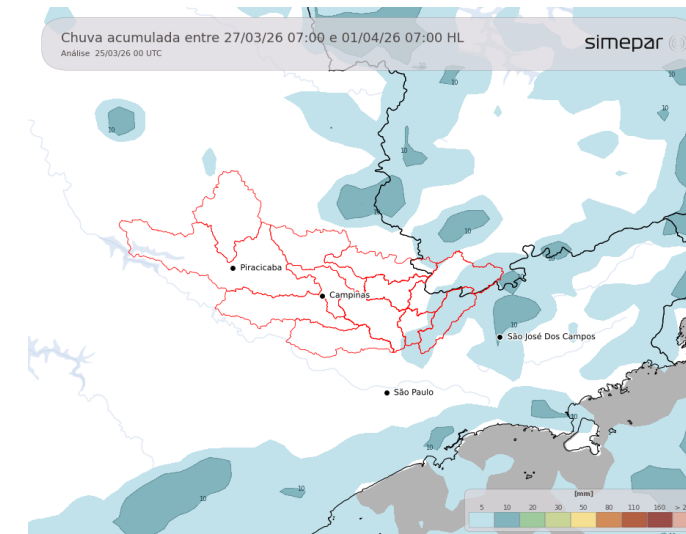 Chuva acumulada entre 27/03/26 07:00 e 01/04/26 07:00 HL
simepar
Análise 25/03/26 00 UTC
10
10
10
10
10
10
10
10
10
Piracicaba
Campinas
10
São José Dos Campos
São Paulo
10
10
10
10
[mm]
5 10 20 30 50 80 110 160